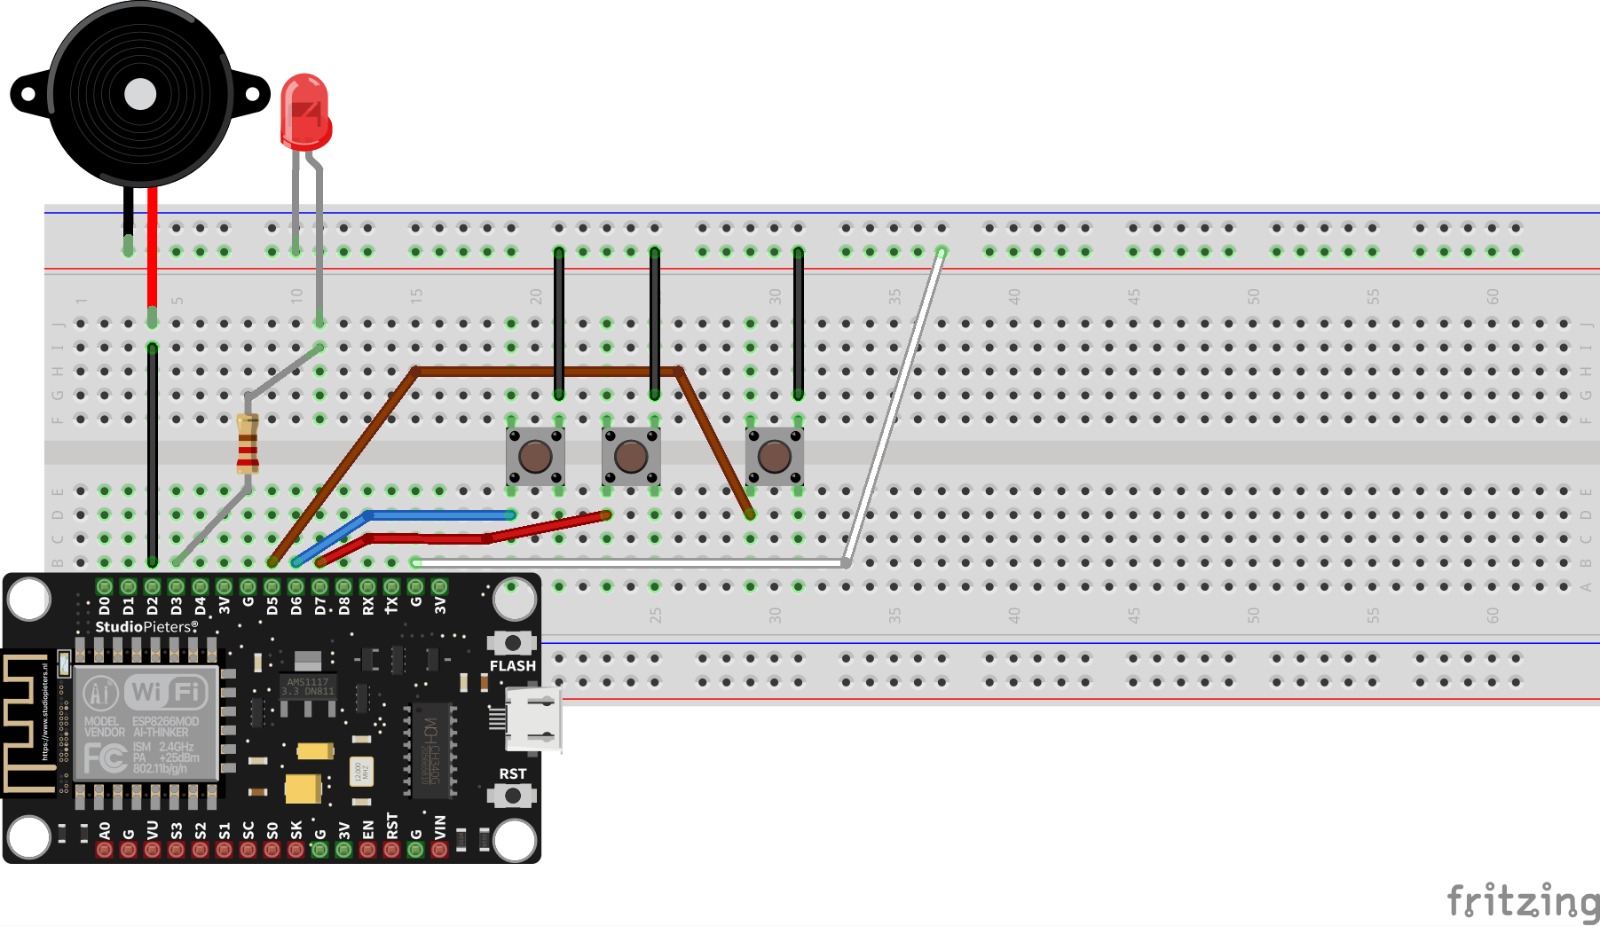 1 5 10 15 20 25 30 35 40 45 50 55 60
J J
I I
H H
G G
F F
E E
D D
C C
B B
A
D0 D1 D2 D3 D4 3V G D5 D6 D7 D8 RX TX G 3V
25 30 35 40 45 50 55 60
StudioPieters®
FLASH
https://www.studiopieters.nl
Ai WiFi
MODEL ESP8266MOD
VENDOR AI-THINKER
FC ISM 2.4GHz
PA +25dBm
802.11b/g/n
AMS1117
3.3 DN811
12.000
MHZ
RST
A0 G VU S3 S2 S1 SC S0 SK G 3V EN RST G VIN
fritzing